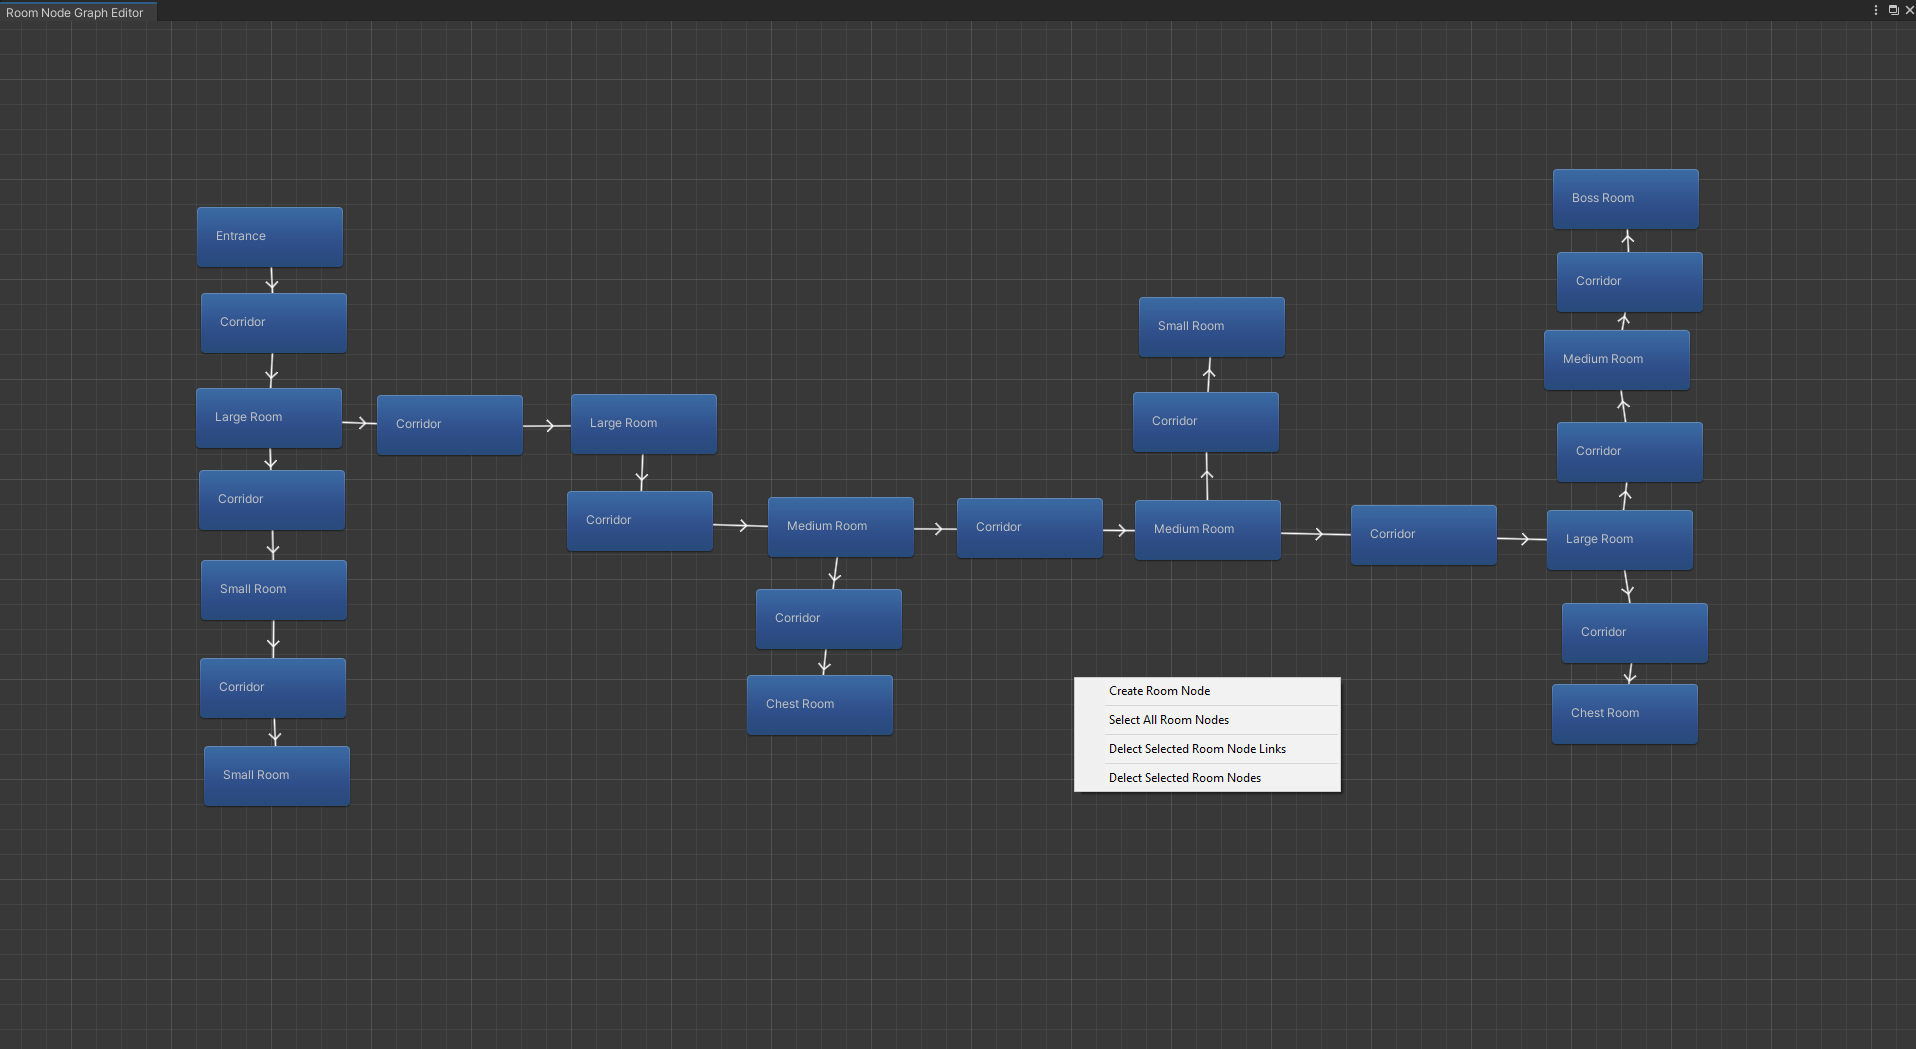 Room Node Graph Editor
Entrance
Corridor
Large Room
Corridor
Small Room
Corridor
Small Room
Corridor
Large Room
Corridor
Medium Room
Corridor
Chest Room
Corridor
Medium Room
Corridor
Small Room
Corridor
Large Room
Corridor
Medium Room
Corridor
Boss Room
Corridor
Chest Room
Create Room Node
Select All Room Nodes
Delect Selected Room Node Links
Delect Selected Room Nodes